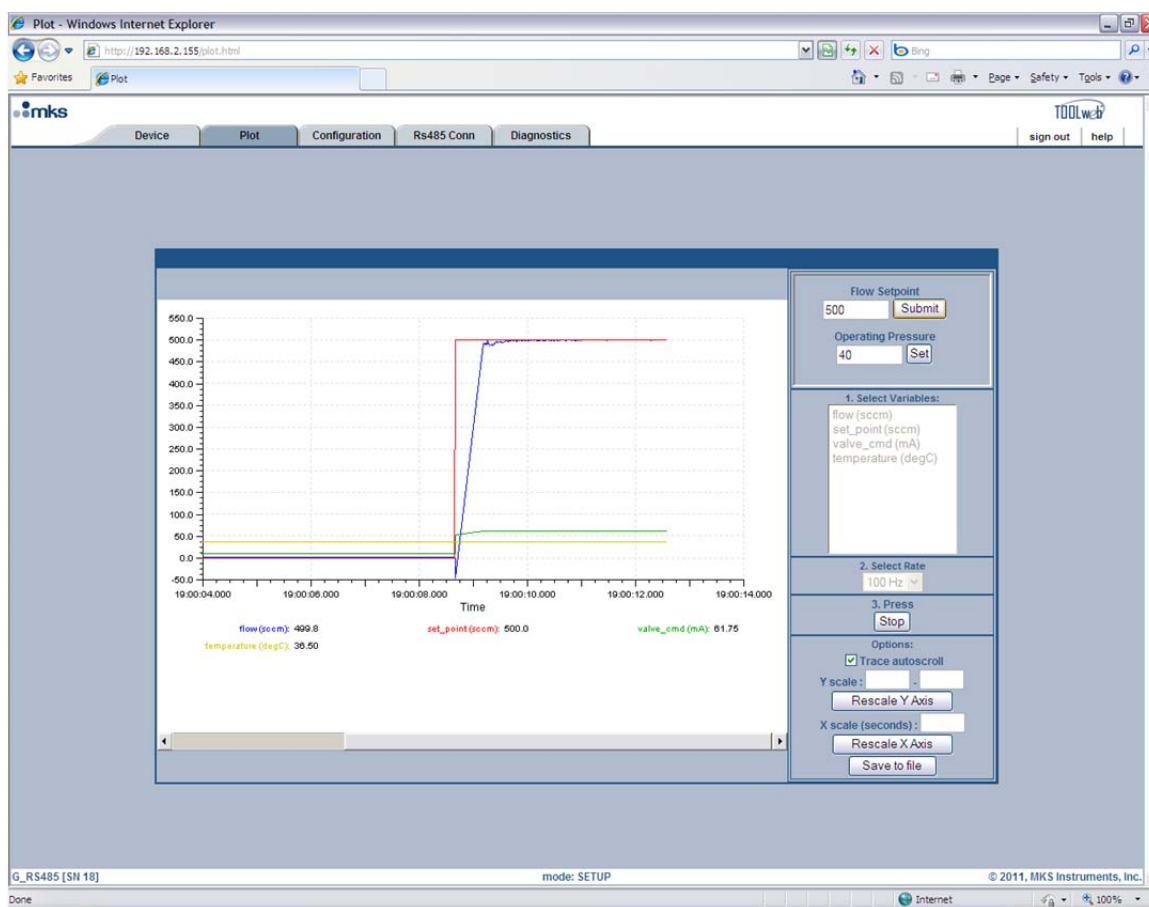 Plot - Windows Internet Explorer
http://192.168.2.155/plot.html
Bing
Favorites
Plot
Page
Safety
Tools
mks
TOOLweb
Device
Plot
Configuration
Rs485 Conn
Diagnostics
sign out
help
Flow Setpoint
500
Submit
Operating Pressure
40
Set
1. Select Variables:
flow (sccm)
set_point (sccm)
valve_cmd (mA)
temperature (degC)
2. Select Rate
100 Hz
3. Press
Stop
Options:
Trace autoscroll
Y scale : -
Rescale Y Axis
X scale (seconds) :
Rescale X Axis
Save to file
550.0
500.0
450.0
400.0
350.0
300.0
250.0
200.0
150.0
100.0
50.0
0.0
-50.0
19:00:04.000 19:00:06.000 19:00:08.000 19:00:10.000 19:00:12.000 19:00:14.000
Time
flow (sccm): 499.8 set_point (sccm): 500.0 valve_cmd (mA): 61.75
temperature (degC): 36.50
G_RS485 [SN 18]
mode: SETUP
© 2011, MKS Instruments, Inc.
Done
Internet
100%